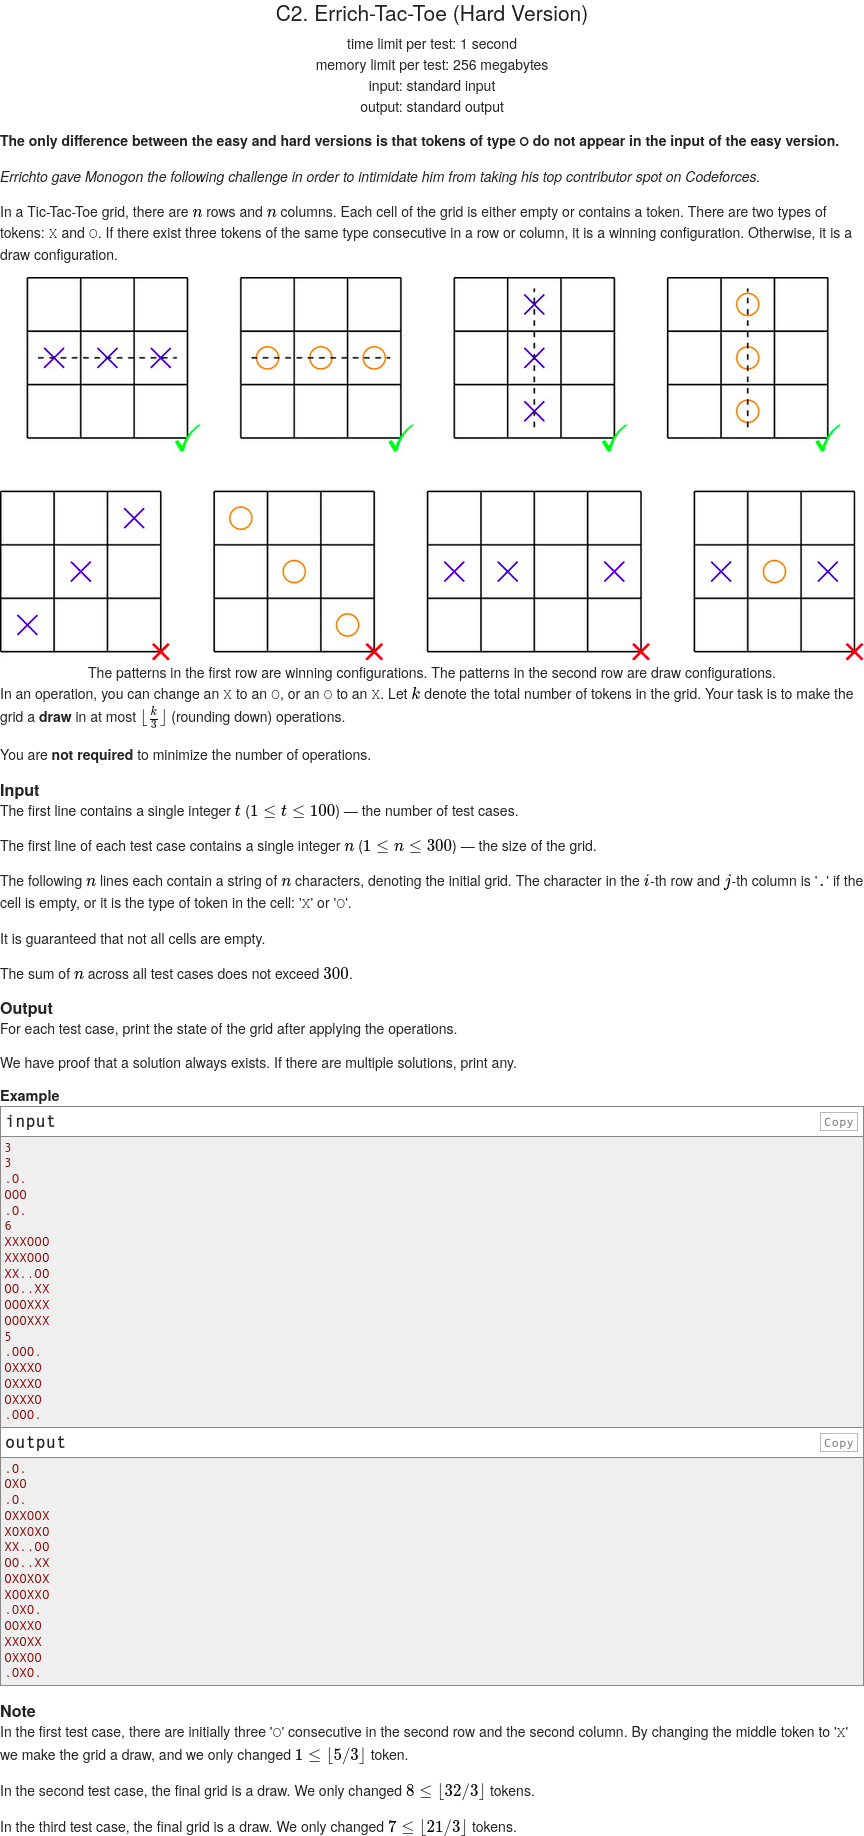 C2. Errich-Tac-Toe (Hard Version)
time limit per test: 1 second
memory limit per test: 256 megabytes
input: standard input
output: standard output
The only difference between the easy and hard versions is that tokens of type O do not appear in the input of the easy version.
Errichto gave Monogon the following challenge in order to intimidate him from taking his top contributor spot on Codeforces.
In a Tic-Tac-Toe grid, there are n rows and n columns. Each cell of the grid is either empty or contains a token. There are two types of
tokens: X and O. If there exist three tokens of the same type consecutive in a row or column, it is a winning configuration. Otherwise, it is a
draw configuration.
The patterns in the first row are winning configurations. The patterns in the second row are draw configurations.
In an operation, you can change an X to an O, or an O to an X. Let k denote the total number of tokens in the grid. Your task is to make the
grid a draw in at most ⌊k/3⌋ (rounding down) operations.
You are not required to minimize the number of operations.
Input
The first line contains a single integer t (1 ≤ t ≤ 100) — the number of test cases.
The first line of each test case contains a single integer n (1 ≤ n ≤ 300) — the size of the grid.
The following n lines each contain a string of n characters, denoting the initial grid. The character in the i-th row and j-th column is '.' if the
cell is empty, or it is the type of token in the cell: 'X' or 'O'.
It is guaranteed that not all cells are empty.
The sum of n across all test cases does not exceed 300.
Output
For each test case, print the state of the grid after applying the operations.
We have proof that a solution always exists. If there are multiple solutions, print any.
Example
input
Copy
3
3
.O.
OOO
.O.
6
XXXOOO
XXXOOO
XX..OO
OO..XX
OOOXXX
OOOXXX
5
.OOO.
OXXXO
OXXXO
OXXXO
.OOO.
output
Copy
.O.
OXO
.O.
OXXOOX
XOXOXO
XX..OO
OO..XX
OXOXOX
XOOXXO
.OXO.
OOXXO
XXOXX
OXXOO
.OXO.
Note
In the first test case, there are initially three 'O' consecutive in the second row and the second column. By changing the middle token to 'X'
we make the grid a draw, and we only changed 1 ≤ ⌊5/3⌋ token.
In the second test case, the final grid is a draw. We only changed 8 ≤ ⌊32/3⌋ tokens.
In the third test case, the final grid is a draw. We only changed 7 ≤ ⌊21/3⌋ tokens.